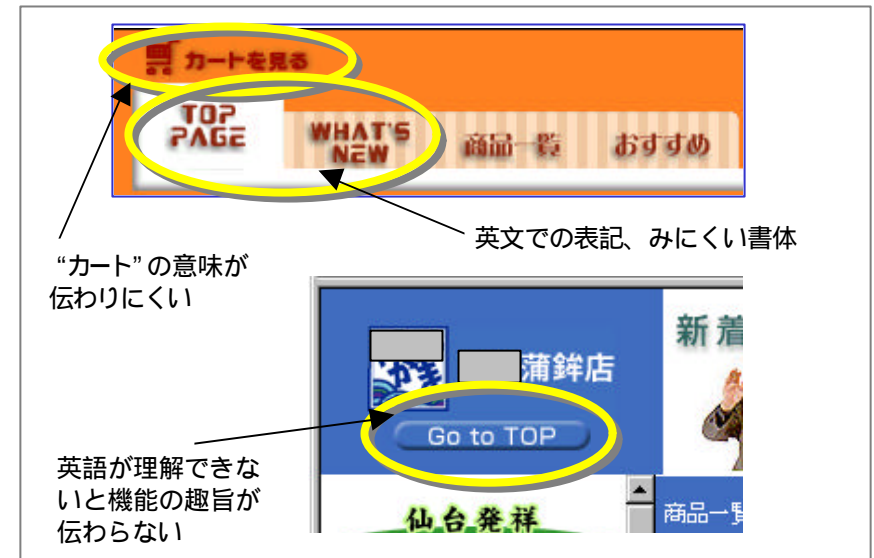 カートを見る
TOP
PAGE
WHAT'S
NEW
商品一覧
おすすめ
英文での表記、みにくい書体
“カート”の意味が
伝わりにくい
新着
かま
蒲鉾店
Go to TOP
英語が理解できな
いと機能の趣旨が
伝わらない
仙台発祥
商品一覧